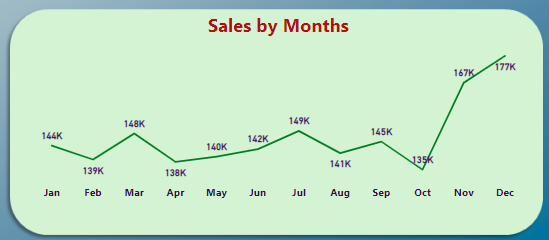 Sales by Months
144K
139K
148K
138K
140K
142K
149K
141K
145K
135K
167K
177K
Jan Feb Mar Apr May Jun Jul Aug Sep Oct Nov Dec